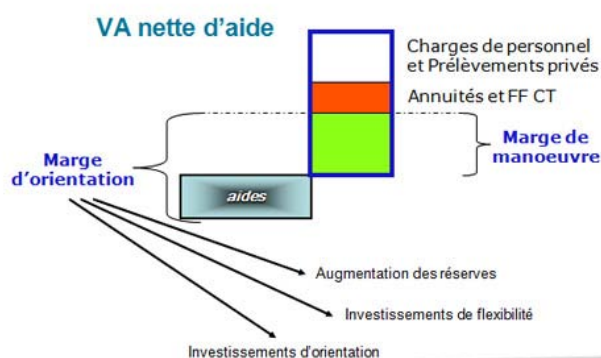 VA nette d'aide
Charges de personnel
et Prélèvements privés
Annuités et FF CT
Marge
d'orientation
Marge de
manoeuvre
aides
Augmentation des réserves
Investissements de flexibilité
Investissements d'orientation